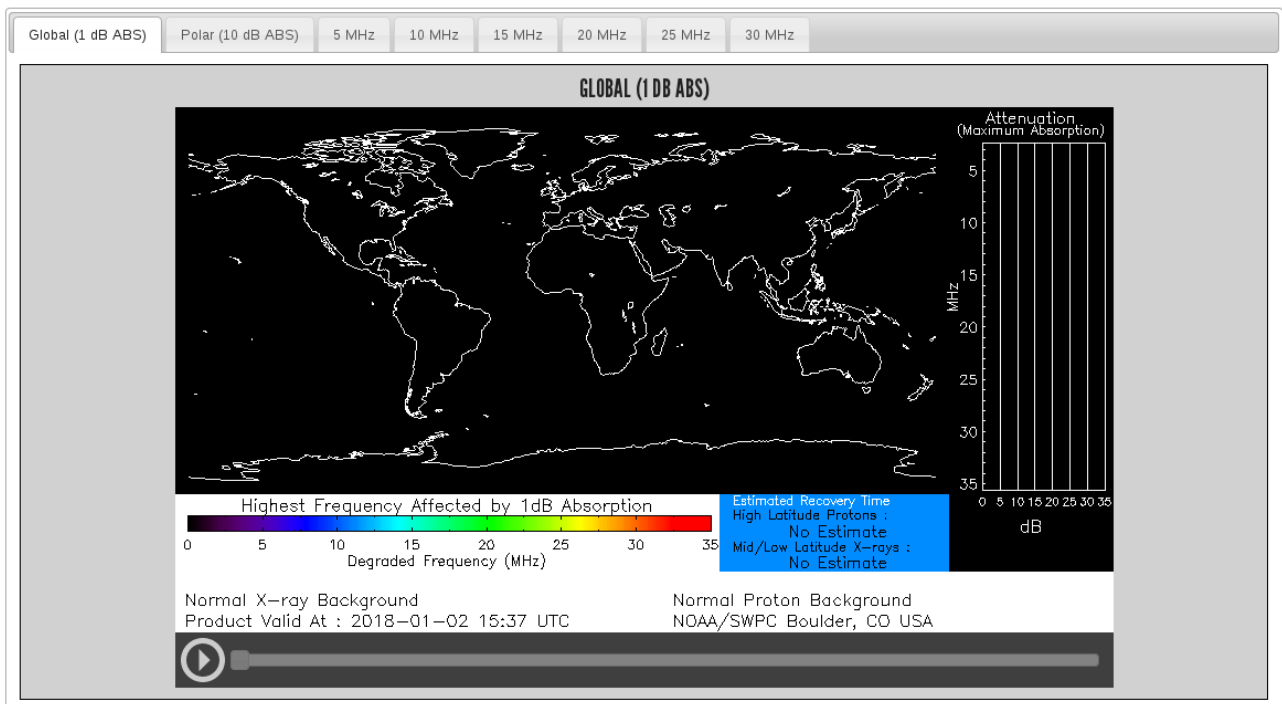 Global (1 dB ABS) Polar (10 dB ABS) 5 MHz 10 MHz 15 MHz 20 MHz 25 MHz 30 MHz
GLOBAL (1 DB ABS)
Attenuation
(Maximum Absorption)
5
10
15
MHz
20
25
30
35
0 5 10 15 20 25 30 35
dB
Highest Frequency Affected by 1dB Absorption
0 5 10 15 20 25 30 35
Degraded Frequency (MHz)
Estimated Recovery Time
High Latitude Protons :
No Estimate
Mid/Low Latitude X-rays :
No Estimate
Normal X-ray Background
Product Valid At : 2018-01-02 15:37 UTC
Normal Proton Background
NOAA/SWPC Boulder, CO USA